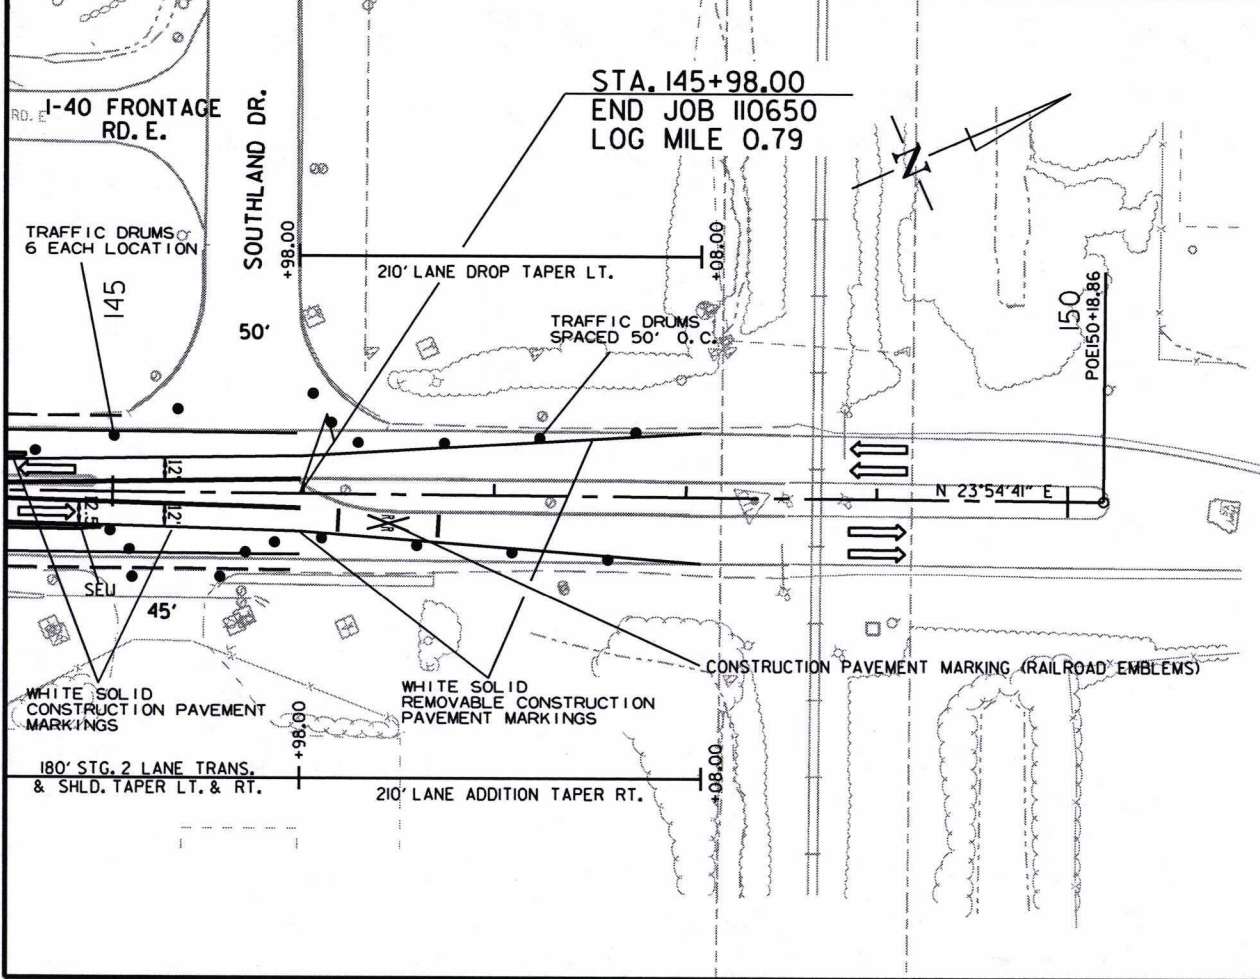 STA. 145+98.00
END JOB 110650
LOG MILE 0.79
I-40 FRONTAGE
RD. E.
RD. E
SOUTHLAND DR.
N
TRAFFIC DRUMS
6 EACH LOCATION
145
+98.00
210' LANE DROP TAPER LT.
+08.00
50'
TRAFFIC DRUMS
SPACED 50' O.C.
150
POE150+18.86
12'
12.5'
12'
RR
N 23°54'41" E
45'
CONSTRUCTION PAVEMENT MARKING (RAILROAD EMBLEMS)
WHITE SOLID
CONSTRUCTION PAVEMENT
MARKINGS
WHITE SOLID
REMOVABLE CONSTRUCTION
PAVEMENT MARKINGS
+98.00
180' STG. 2 LANE TRANS.
& SHLD. TAPER LT. & RT.
210' LANE ADDITION TAPER RT.
+08.00